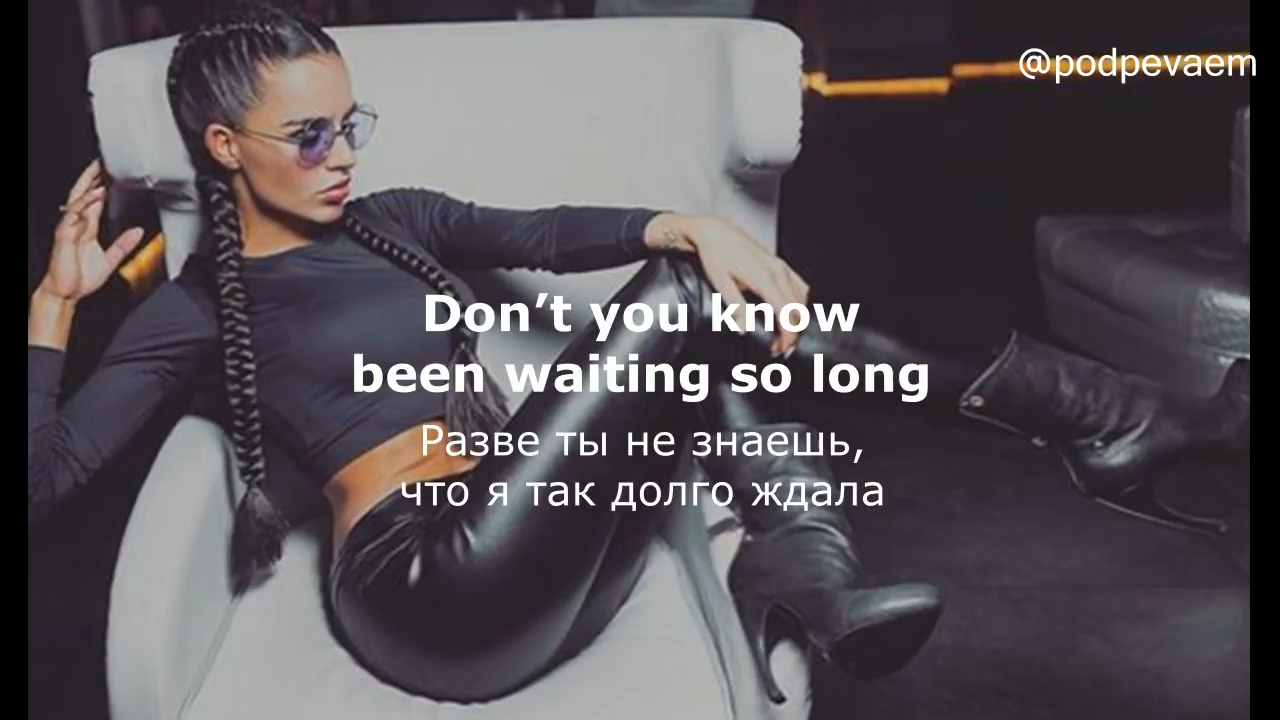 @podpevaem
Don’t you know
been waiting so long
Разве ты не знаешь,
что я так долго ждала